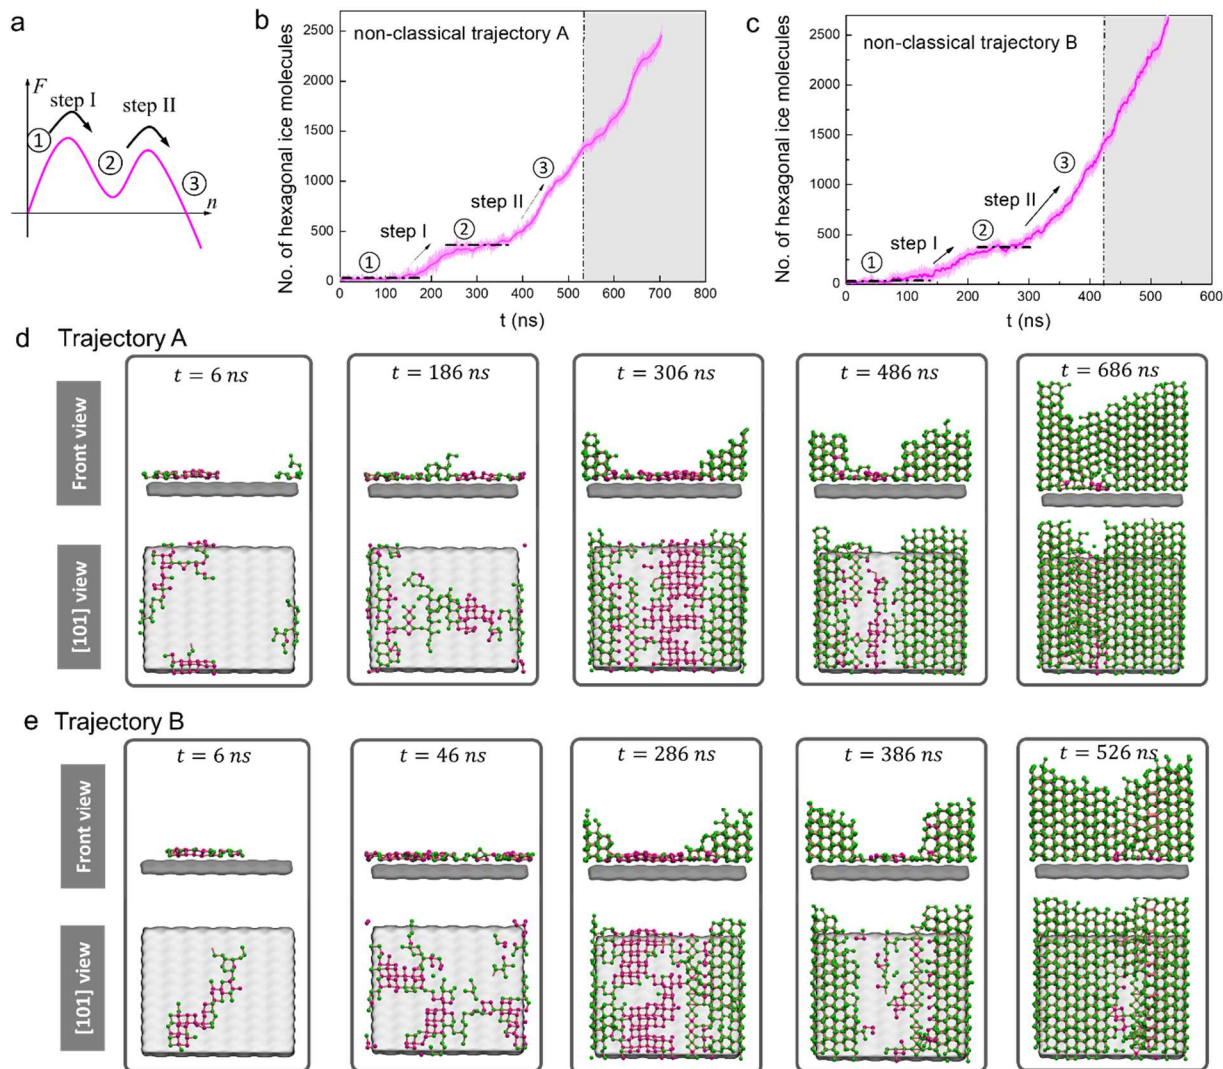 a
F
step I
step II
①
②
③
n
b
non-classical trajectory A
No. of hexagonal ice molecules
2500
2000
1500
1000
500
0
①
step I
②
step II
③
0 100 200 300 400 500 600 700 800
t (ns)
c
non-classical trajectory B
No. of hexagonal ice molecules
2500
2000
1500
1000
500
0
①
step I
②
step II
③
0 100 200 300 400 500 600
t (ns)
d Trajectory A
Front view
[101] view
t = 6 ns
t = 186 ns
t = 306 ns
t = 486 ns
t = 686 ns
e Trajectory B
Front view
[101] view
t = 6 ns
t = 46 ns
t = 286 ns
t = 386 ns
t = 526 ns